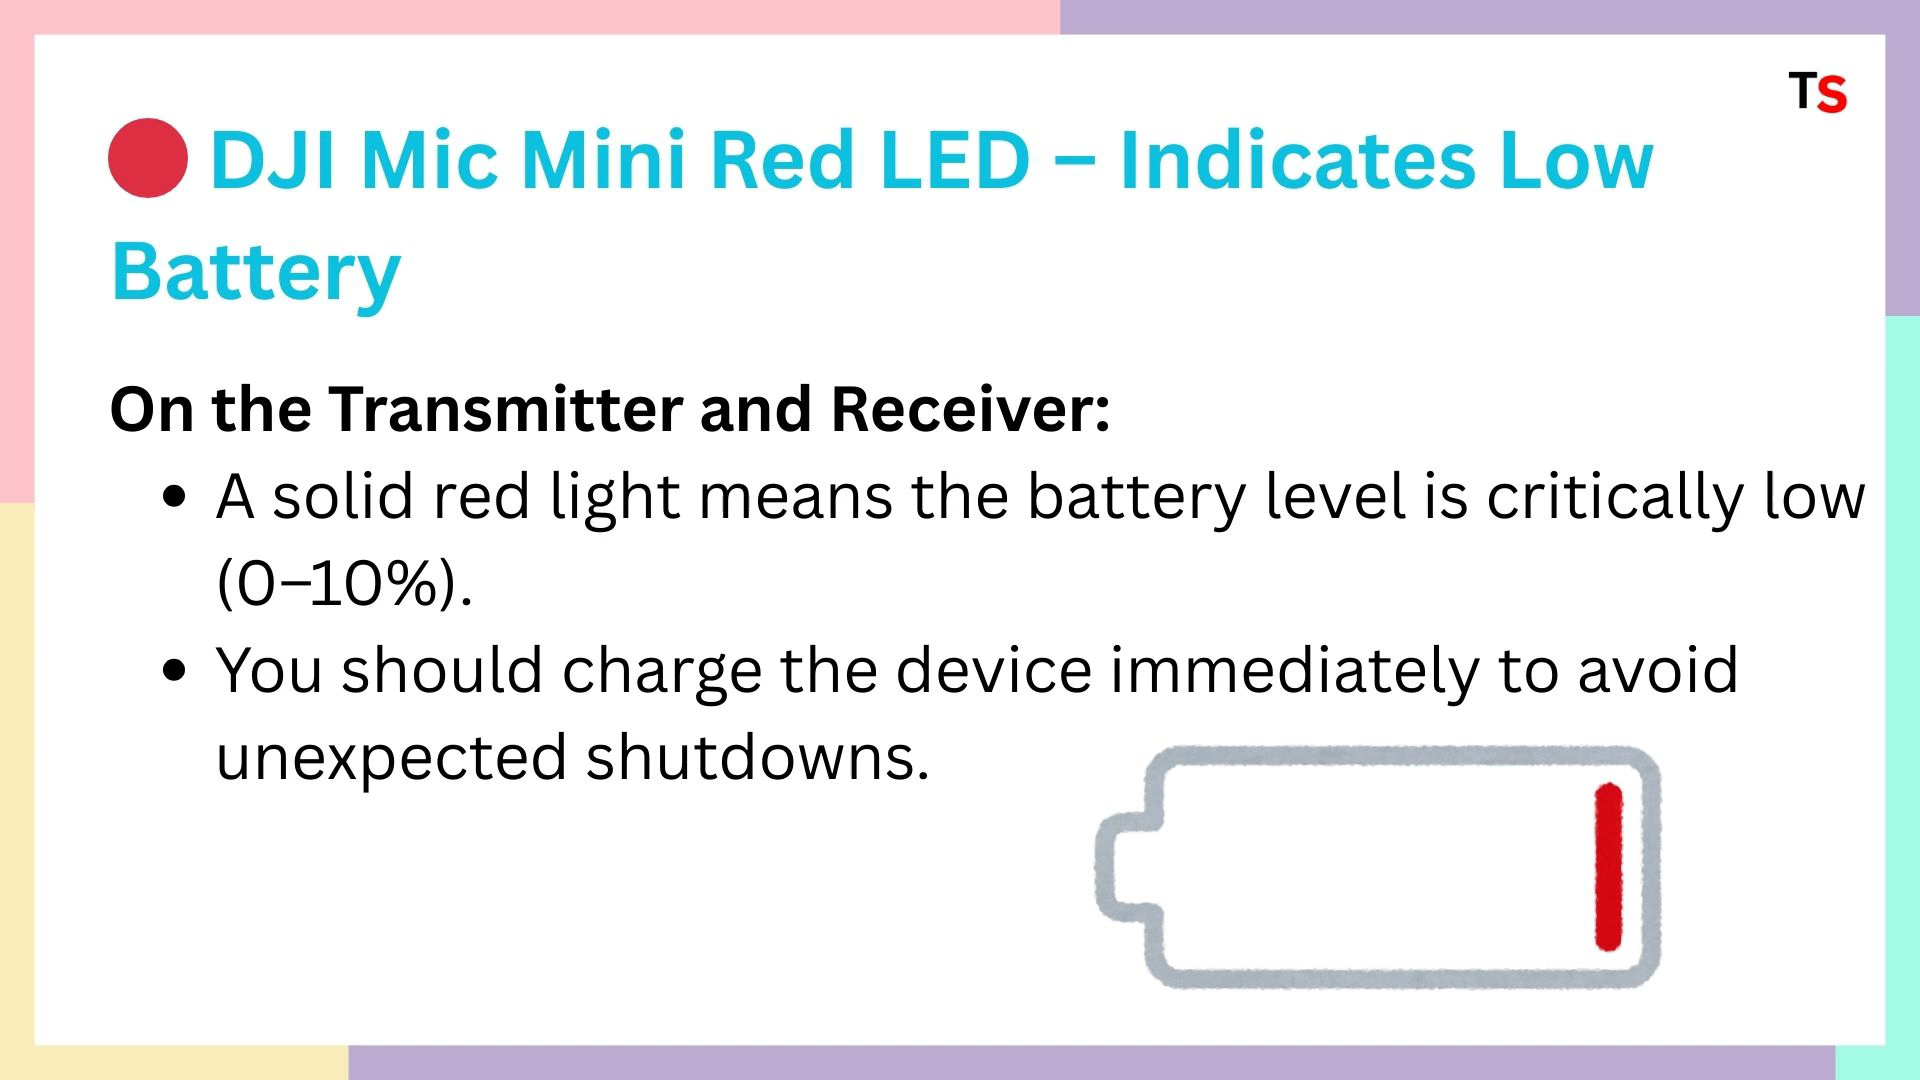 TS
🔴 DJI Mic Mini Red LED – Indicates Low
Battery
On the Transmitter and Receiver:
• A solid red light means the battery level is critically low
(0–10%).
• You should charge the device immediately to avoid
unexpected shutdowns.